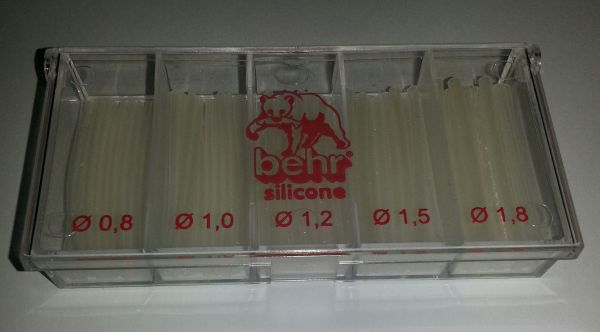 behr®
silicone
Ø 0,8 Ø 1,0 Ø 1,2 Ø 1,5 Ø 1,8